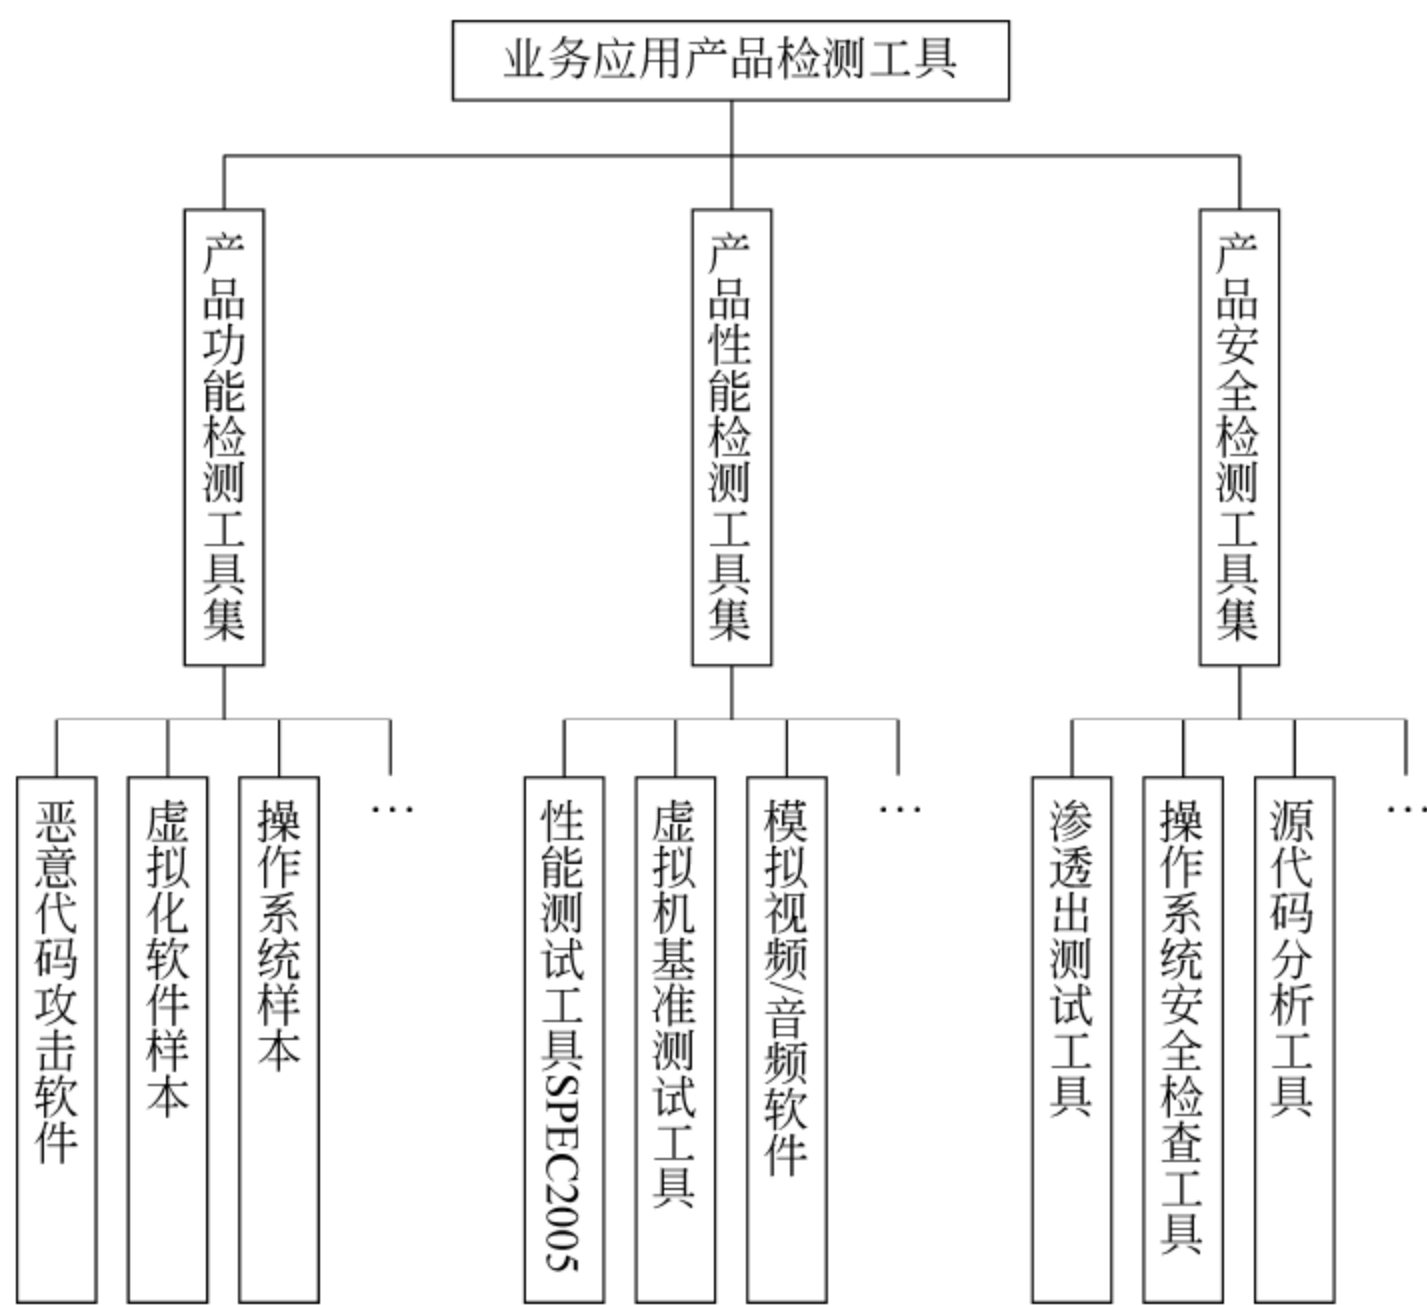 业务应用产品检测工具
产品功能检测工具集
产品性能检测工具集
产品安全检测工具集
恶意代码攻击软件
虚拟化软件样本
操作系统样本
…
性能测试工具SPEC2005
虚拟机基准测试工具
模拟视频/音频软件
…
渗透出测试工具
操作系统安全检查工具
源代码分析工具
…